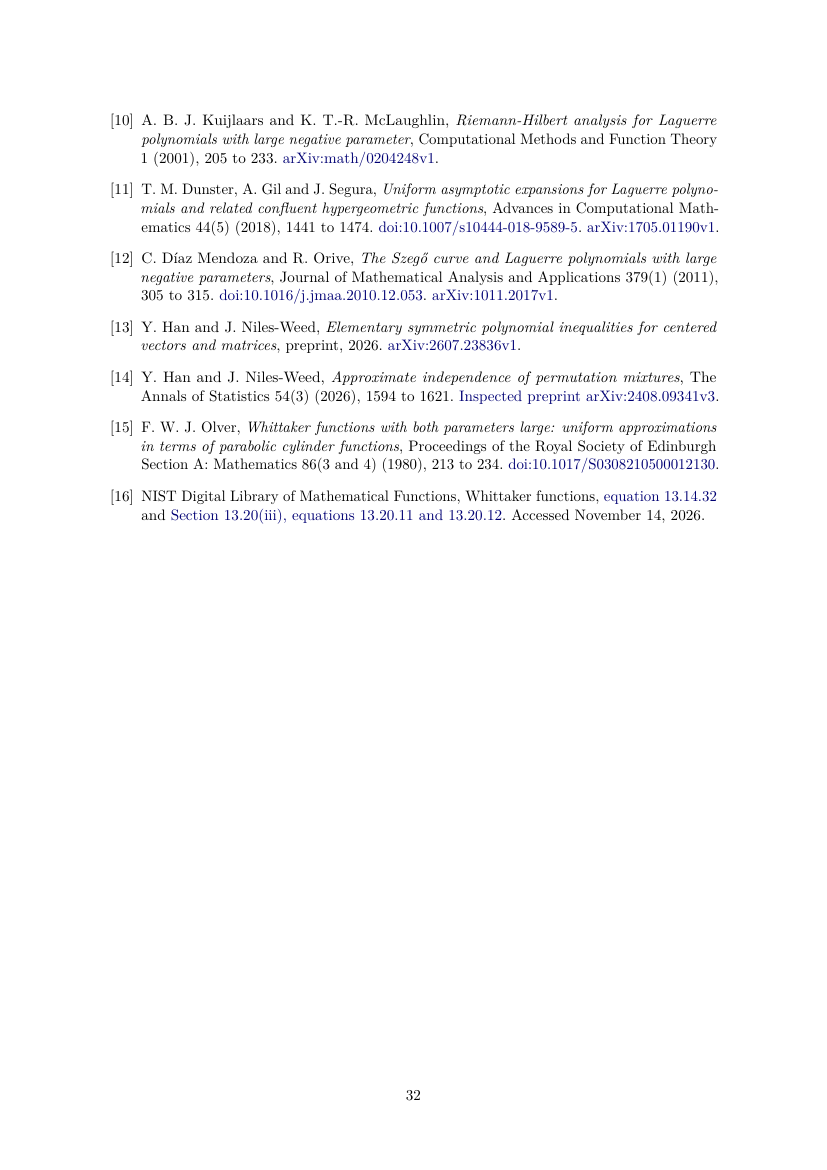 [10] A. B. J. Kuijlaars and K. T.-R. McLaughlin, Riemann-Hilbert analysis for Laguerre
polynomials with large negative parameter, Computational Methods and Function Theory
1 (2001), 205 to 233. arXiv:math/0204248v1.
[11] T. M. Dunster, A. Gil and J. Segura, Uniform asymptotic expansions for Laguerre polyno-
mials and related confluent hypergeometric functions, Advances in Computational Math-
ematics 44(5) (2018), 1441 to 1474. doi:10.1007/s10444-018-9589-5. arXiv:1705.01190v1.
[12] C. Díaz Mendoza and R. Orive, The Szegő curve and Laguerre polynomials with large
negative parameters, Journal of Mathematical Analysis and Applications 379(1) (2011),
305 to 315. doi:10.1016/j.jmaa.2010.12.053. arXiv:1011.2017v1.
[13] Y. Han and J. Niles-Weed, Elementary symmetric polynomial inequalities for centered
vectors and matrices, preprint, 2026. arXiv:2607.23836v1.
[14] Y. Han and J. Niles-Weed, Approximate independence of permutation mixtures, The
Annals of Statistics 54(3) (2026), 1594 to 1621. Inspected preprint arXiv:2408.09341v3.
[15] F. W. J. Olver, Whittaker functions with both parameters large: uniform approximations
in terms of parabolic cylinder functions, Proceedings of the Royal Society of Edinburgh
Section A: Mathematics 86(3 and 4) (1980), 213 to 234. doi:10.1017/S0308210500012130.
[16] NIST Digital Library of Mathematical Functions, Whittaker functions, equation 13.14.32
and Section 13.20(iii), equations 13.20.11 and 13.20.12. Accessed November 14, 2026.
32